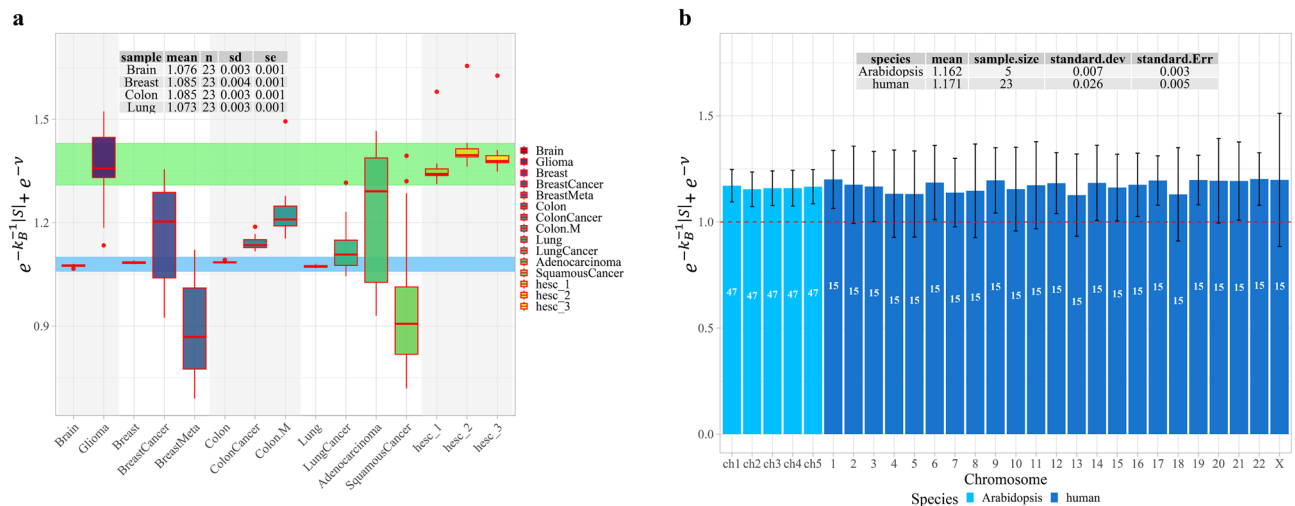 a
sample mean n sd se
Brain 1.076 23 0.003 0.001
Breast 1.085 23 0.004 0.001
Colon 1.085 23 0.003 0.001
Lung 1.073 23 0.003 0.001
1.5
1.2
0.9
e^{-k_B^{-1}|S|} + e^{-ν}
Brain
Glioma
Breast
BreastCancer
BreastMeta
Colon
ColonCancer
Colon.M
Lung
LungCancer
Adenocarcinoma
SquamousCancer
hesc_1
hesc_2
hesc_3
Brain
Glioma
Breast
BreastCancer
BreastMeta
Colon
ColonCancer
Colon.M
Lung
LungCancer
Adenocarcinoma
SquamousCancer
hesc_1
hesc_2
hesc_3
b
species mean sample.size standard.dev standard.Err
Arabidopsis 1.162 5 0.007 0.003
human 1.171 23 0.026 0.005
1.5
1.0
0.5
0.0
e^{-k_B^{-1}|S|} + e^{-ν}
47 47 47 47 47 15 15 15 15 15 15 15 15 15 15 15 15 15 15 15 15 15 15 15 15 15 15 15
ch1 ch2 ch3 ch4 ch5 1 2 3 4 5 6 7 8 9 10 11 12 13 14 15 16 17 18 19 20 21 22 X
Chromosome
Species Arabidopsis human